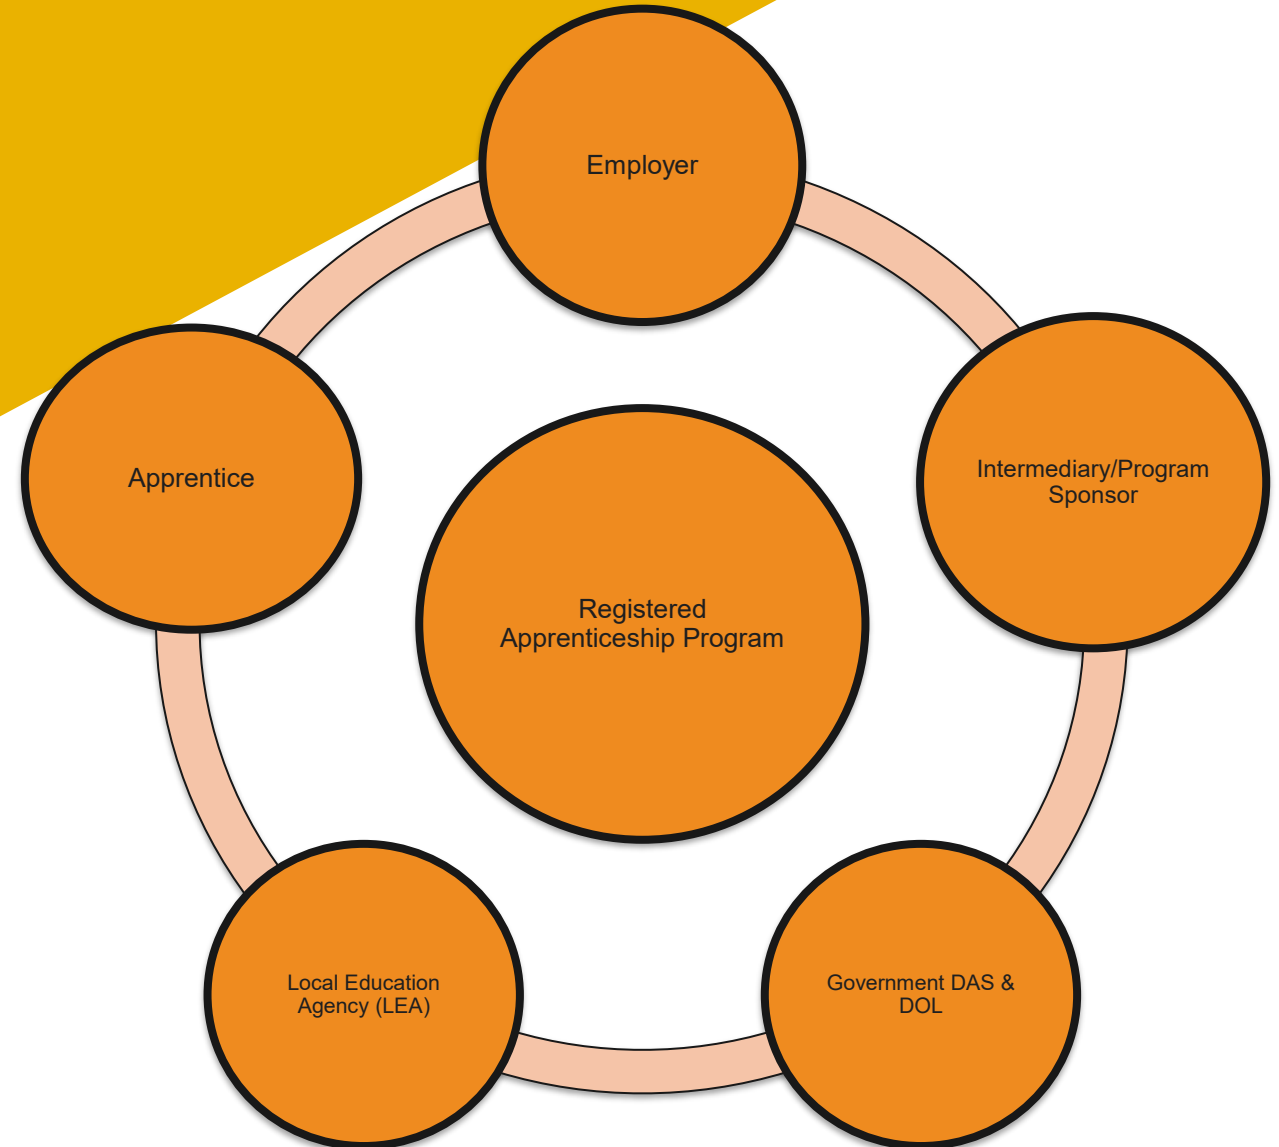 Employer
Apprentice
Intermediary/Program
Sponsor
Registered
Apprenticeship Program
Local Education
Agency (LEA)
Government DAS &
DOL